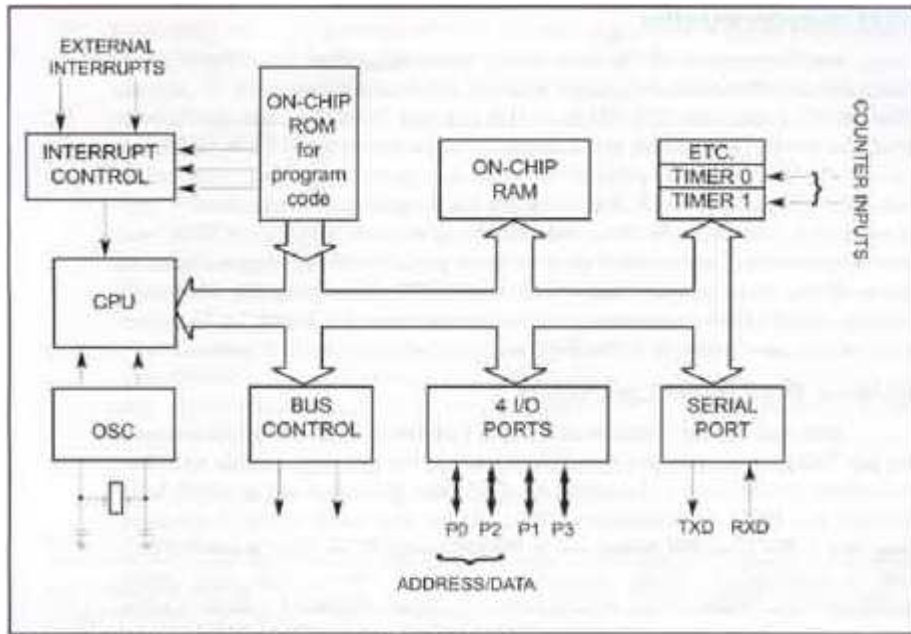 EXTERNAL
INTERRUPTS
INTERRUPT
CONTROL
ON-CHIP
ROM
for
program
code
ON-CHIP
RAM
ETC.
TIMER 0
TIMER 1
COUNTER INPUTS
CPU
OSC
BUS
CONTROL
4 I/O
PORTS
SERIAL
PORT
P0 P2 P1 P3
TXD RXD
ADDRESS/DATA